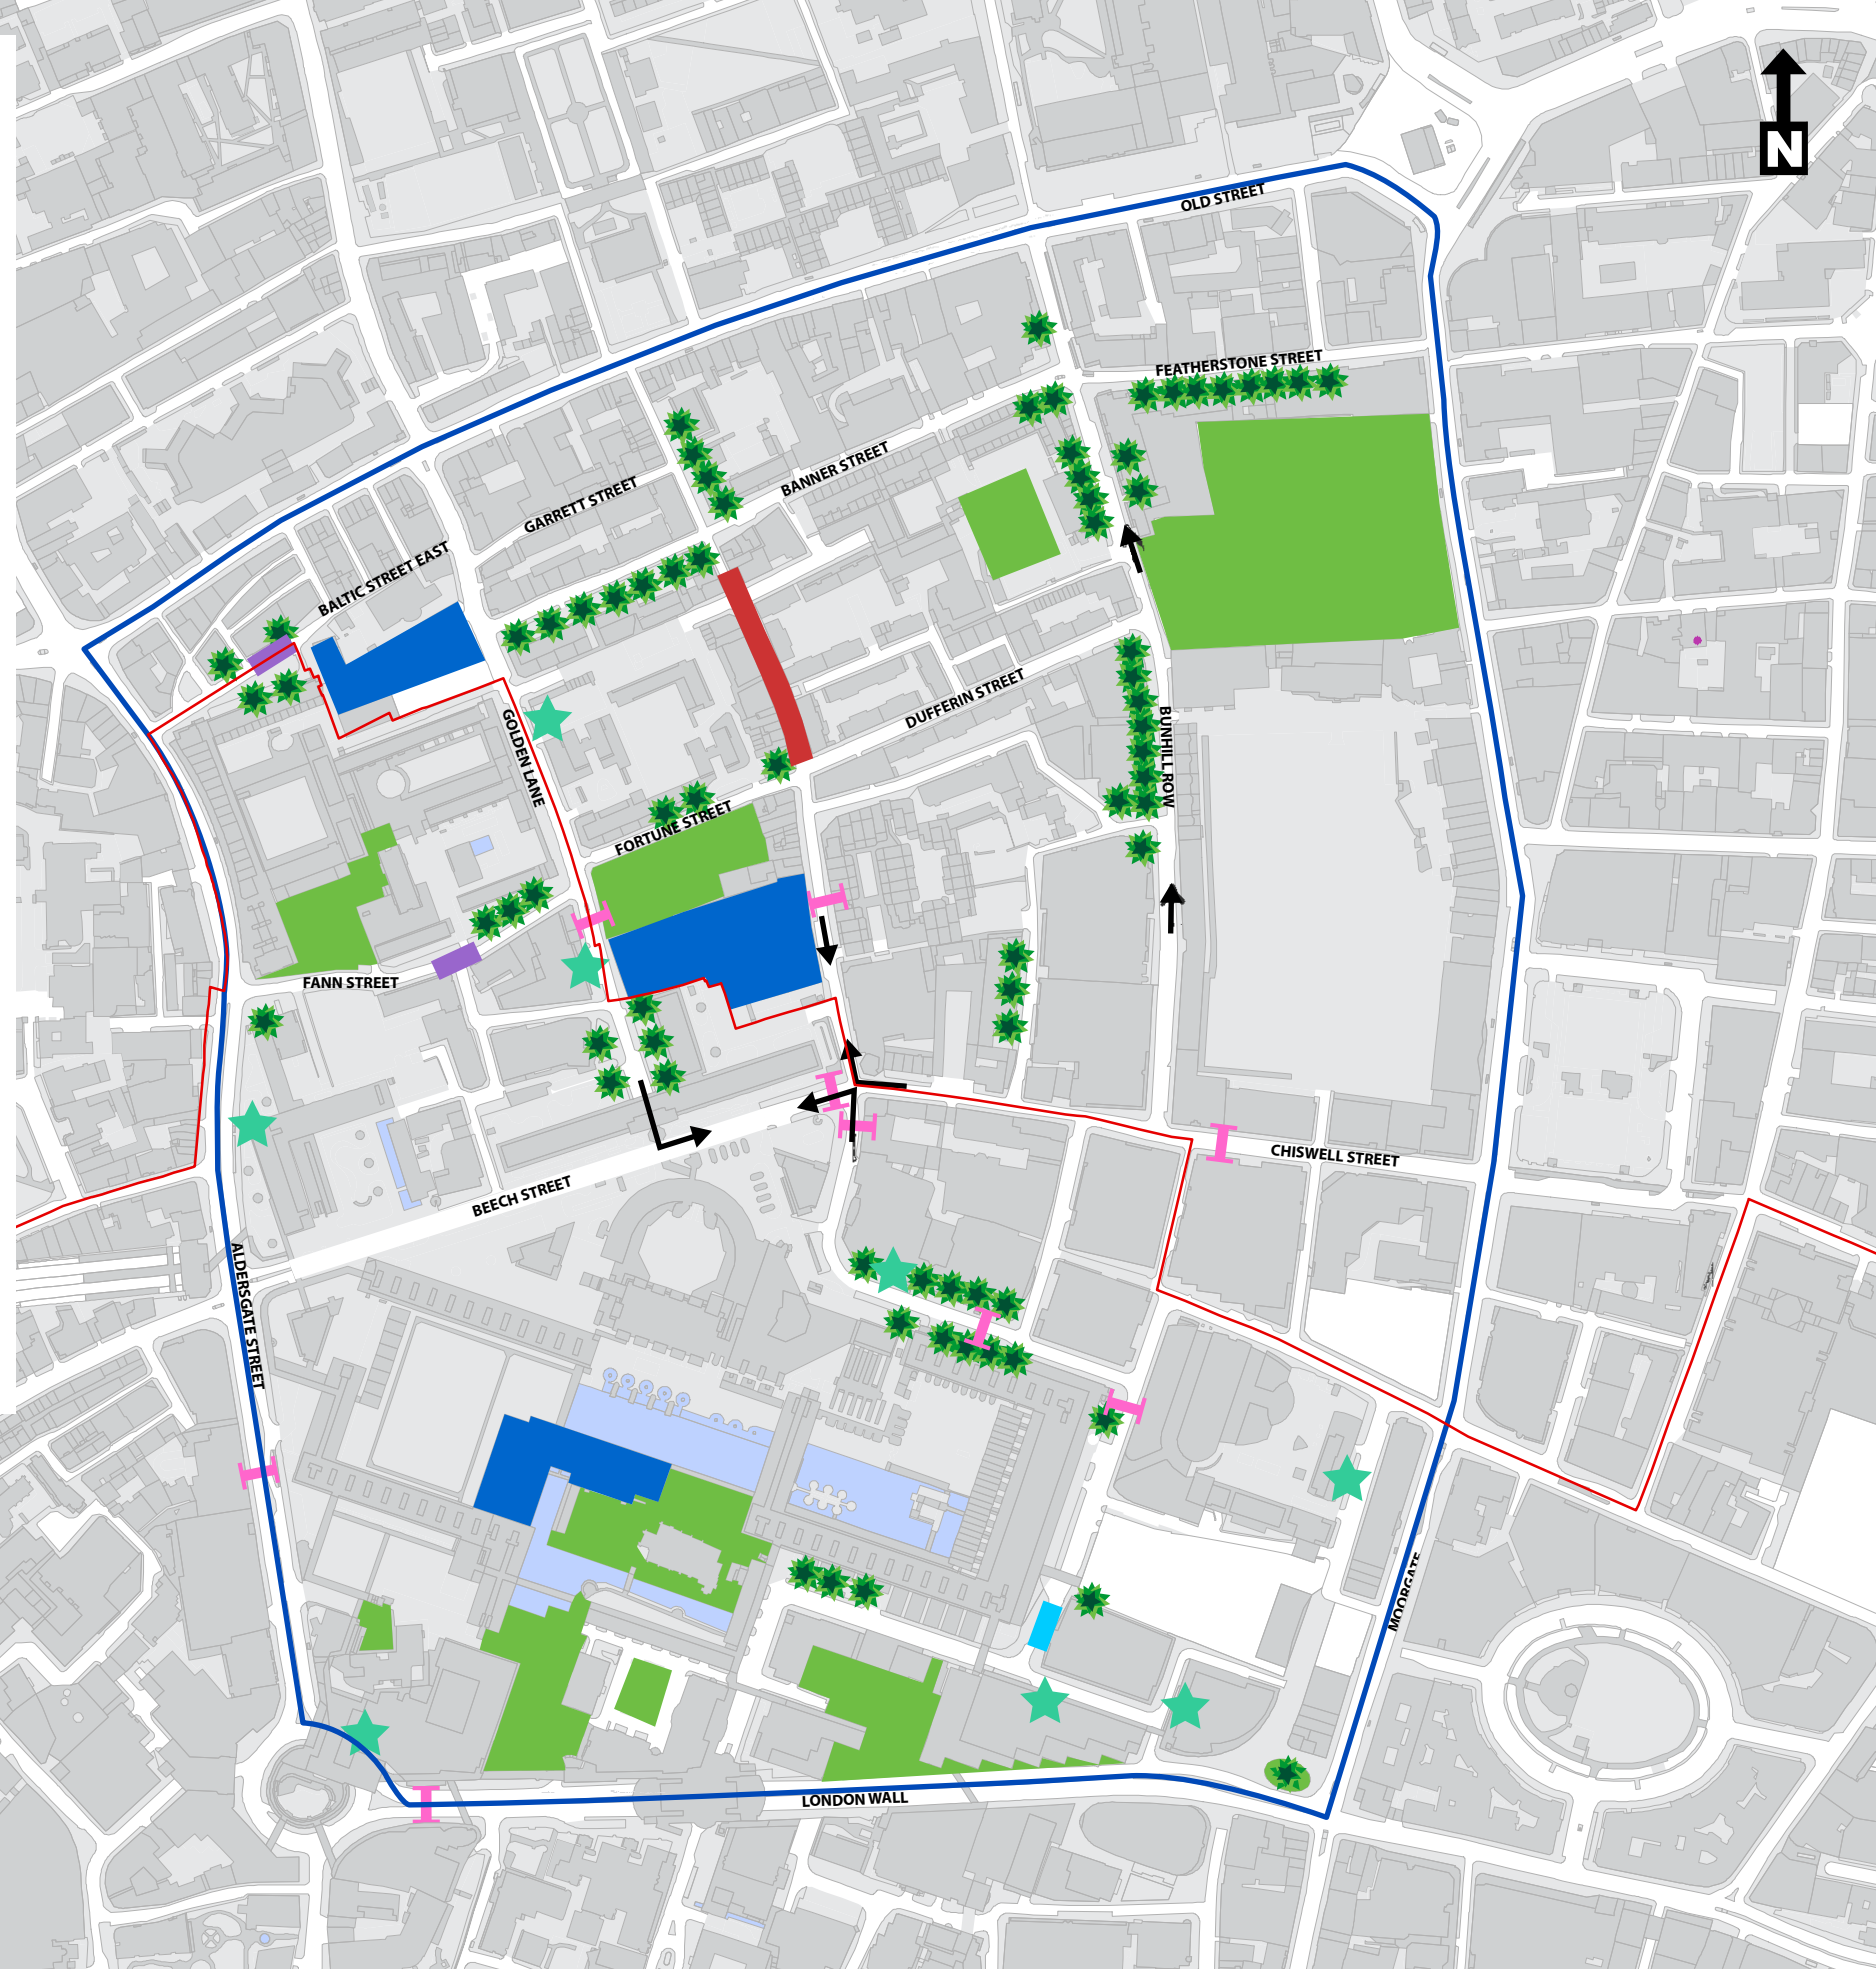 N
OLD STREET
FEATHERSTONE STREET
BANNER STREET
GARRETT STREET
BALTIC STREET EAST
DUFFERIN STREET
GOLDEN LANE
BUNHILL ROW
FORTUNE STREET
FANN STREET
CHISWELL STREET
BEECH STREET
ALDERSGATE STREET
MOORGATE
LONDON WALL